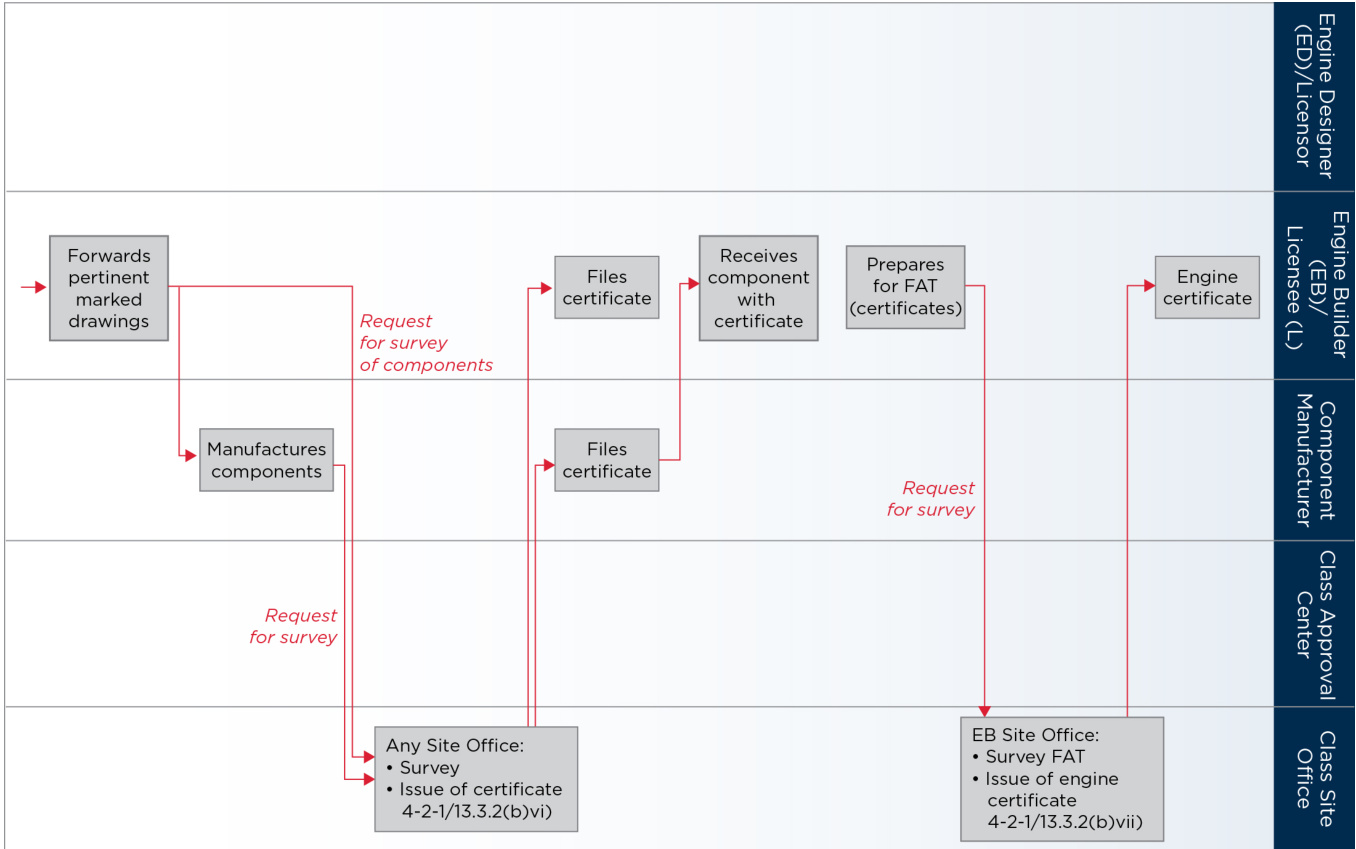 Engine Designer
(ED)/Licensor
Engine Builder
(EB)/
Licensee (L)
Component
Manufacturer
Class Approval
Center
Class Site
Office
Forwards
pertinent
marked
drawings
Request
for survey
of components
Files
certificate
Receives
component
with
certificate
Prepares
for FAT
(certificates)
Engine
certificate
Manufactures
components
Files
certificate
Request
for survey
Request
for survey
Any Site Office:
• Survey
• Issue of certificate
4-2-1/13.3.2(b)vi)
EB Site Office:
• Survey FAT
• Issue of engine
certificate
4-2-1/13.3.2(b)vii)